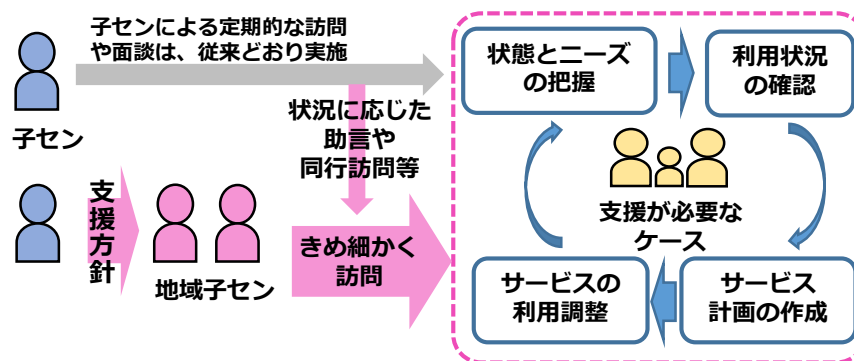 子センによる定期的な訪問
や面談は、従来どおり実施
子セン
状況に応じた
助言や
同行訪問等
支援方針
地域子セン
きめ細かく
訪問
状態とニーズ
の把握
利用状況
の確認
支援が必要な
ケース
サービスの
利用調整
サービス
計画の作成